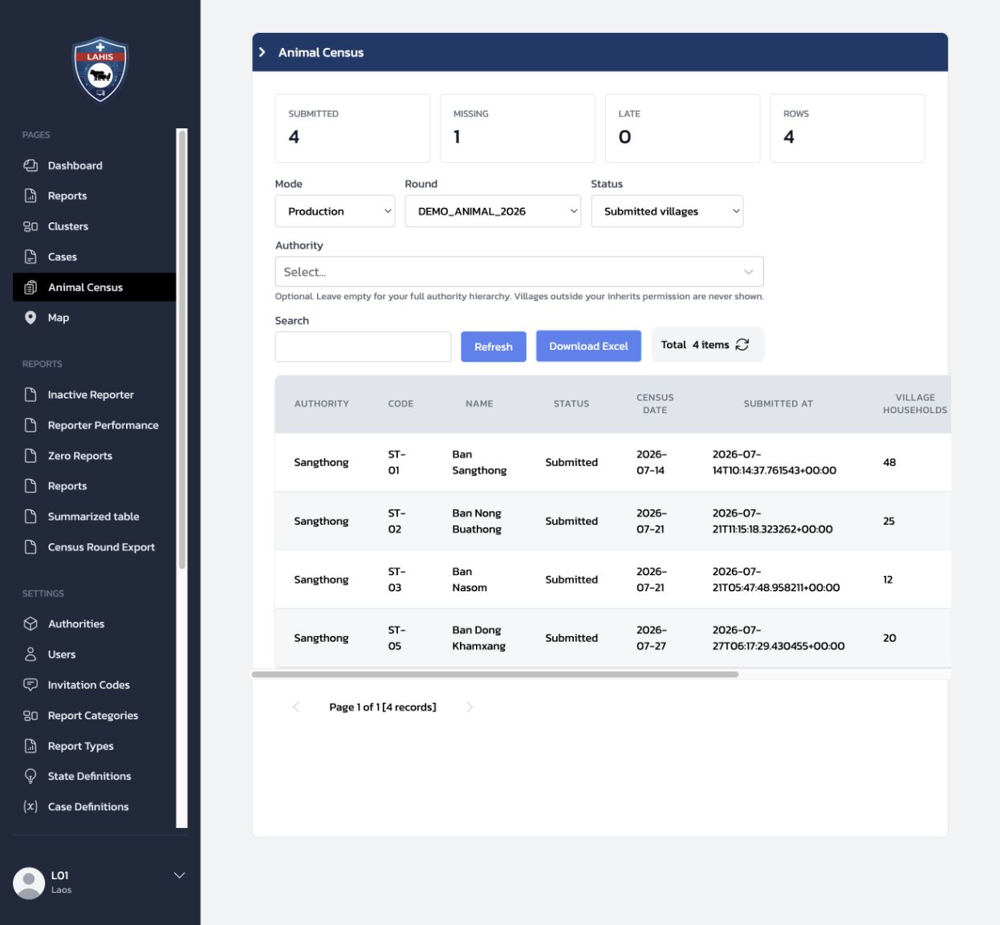 LAHIS
PAGES
Dashboard
Reports
Clusters
Cases
Animal Census
Map
REPORTS
Inactive Reporter
Reporter Performance
Zero Reports
Reports
Summarized table
Census Round Export
SETTINGS
Authorities
Users
Invitation Codes
Report Categories
Report Types
State Definitions
(x) Case Definitions
L01
Laos
Animal Census
SUBMITTED
4
MISSING
1
LATE
0
ROWS
4
Mode
Production
Round
DEMO_ANIMAL_2026
Status
Submitted villages
Authority
Select...
Optional. Leave empty for your full authority hierarchy. Villages outside your inherits permission are never shown.
Search
Refresh
Download Excel
Total 4 items
AUTHORITY
CODE
NAME
STATUS
CENSUS
DATE
SUBMITTED AT
VILLAGE
HOUSEHOLDS
Sangthong
ST-
01
Ban
Sangthong
Submitted
2026-
07-14
2026-07-
14T10:14:37.761543+00:00
48
Sangthong
ST-
02
Ban Nong
Buathong
Submitted
2026-
07-21
2026-07-
21T11:15:18.323262+00:00
25
Sangthong
ST-
03
Ban
Nasom
Submitted
2026-
07-21
2026-07-
21T05:47:48.958211+00:00
12
Sangthong
ST-
05
Ban Dong
Khamxang
Submitted
2026-
07-27
2026-07-
27T06:17:29.430455+00:00
20
Page 1 of 1 [4 records]